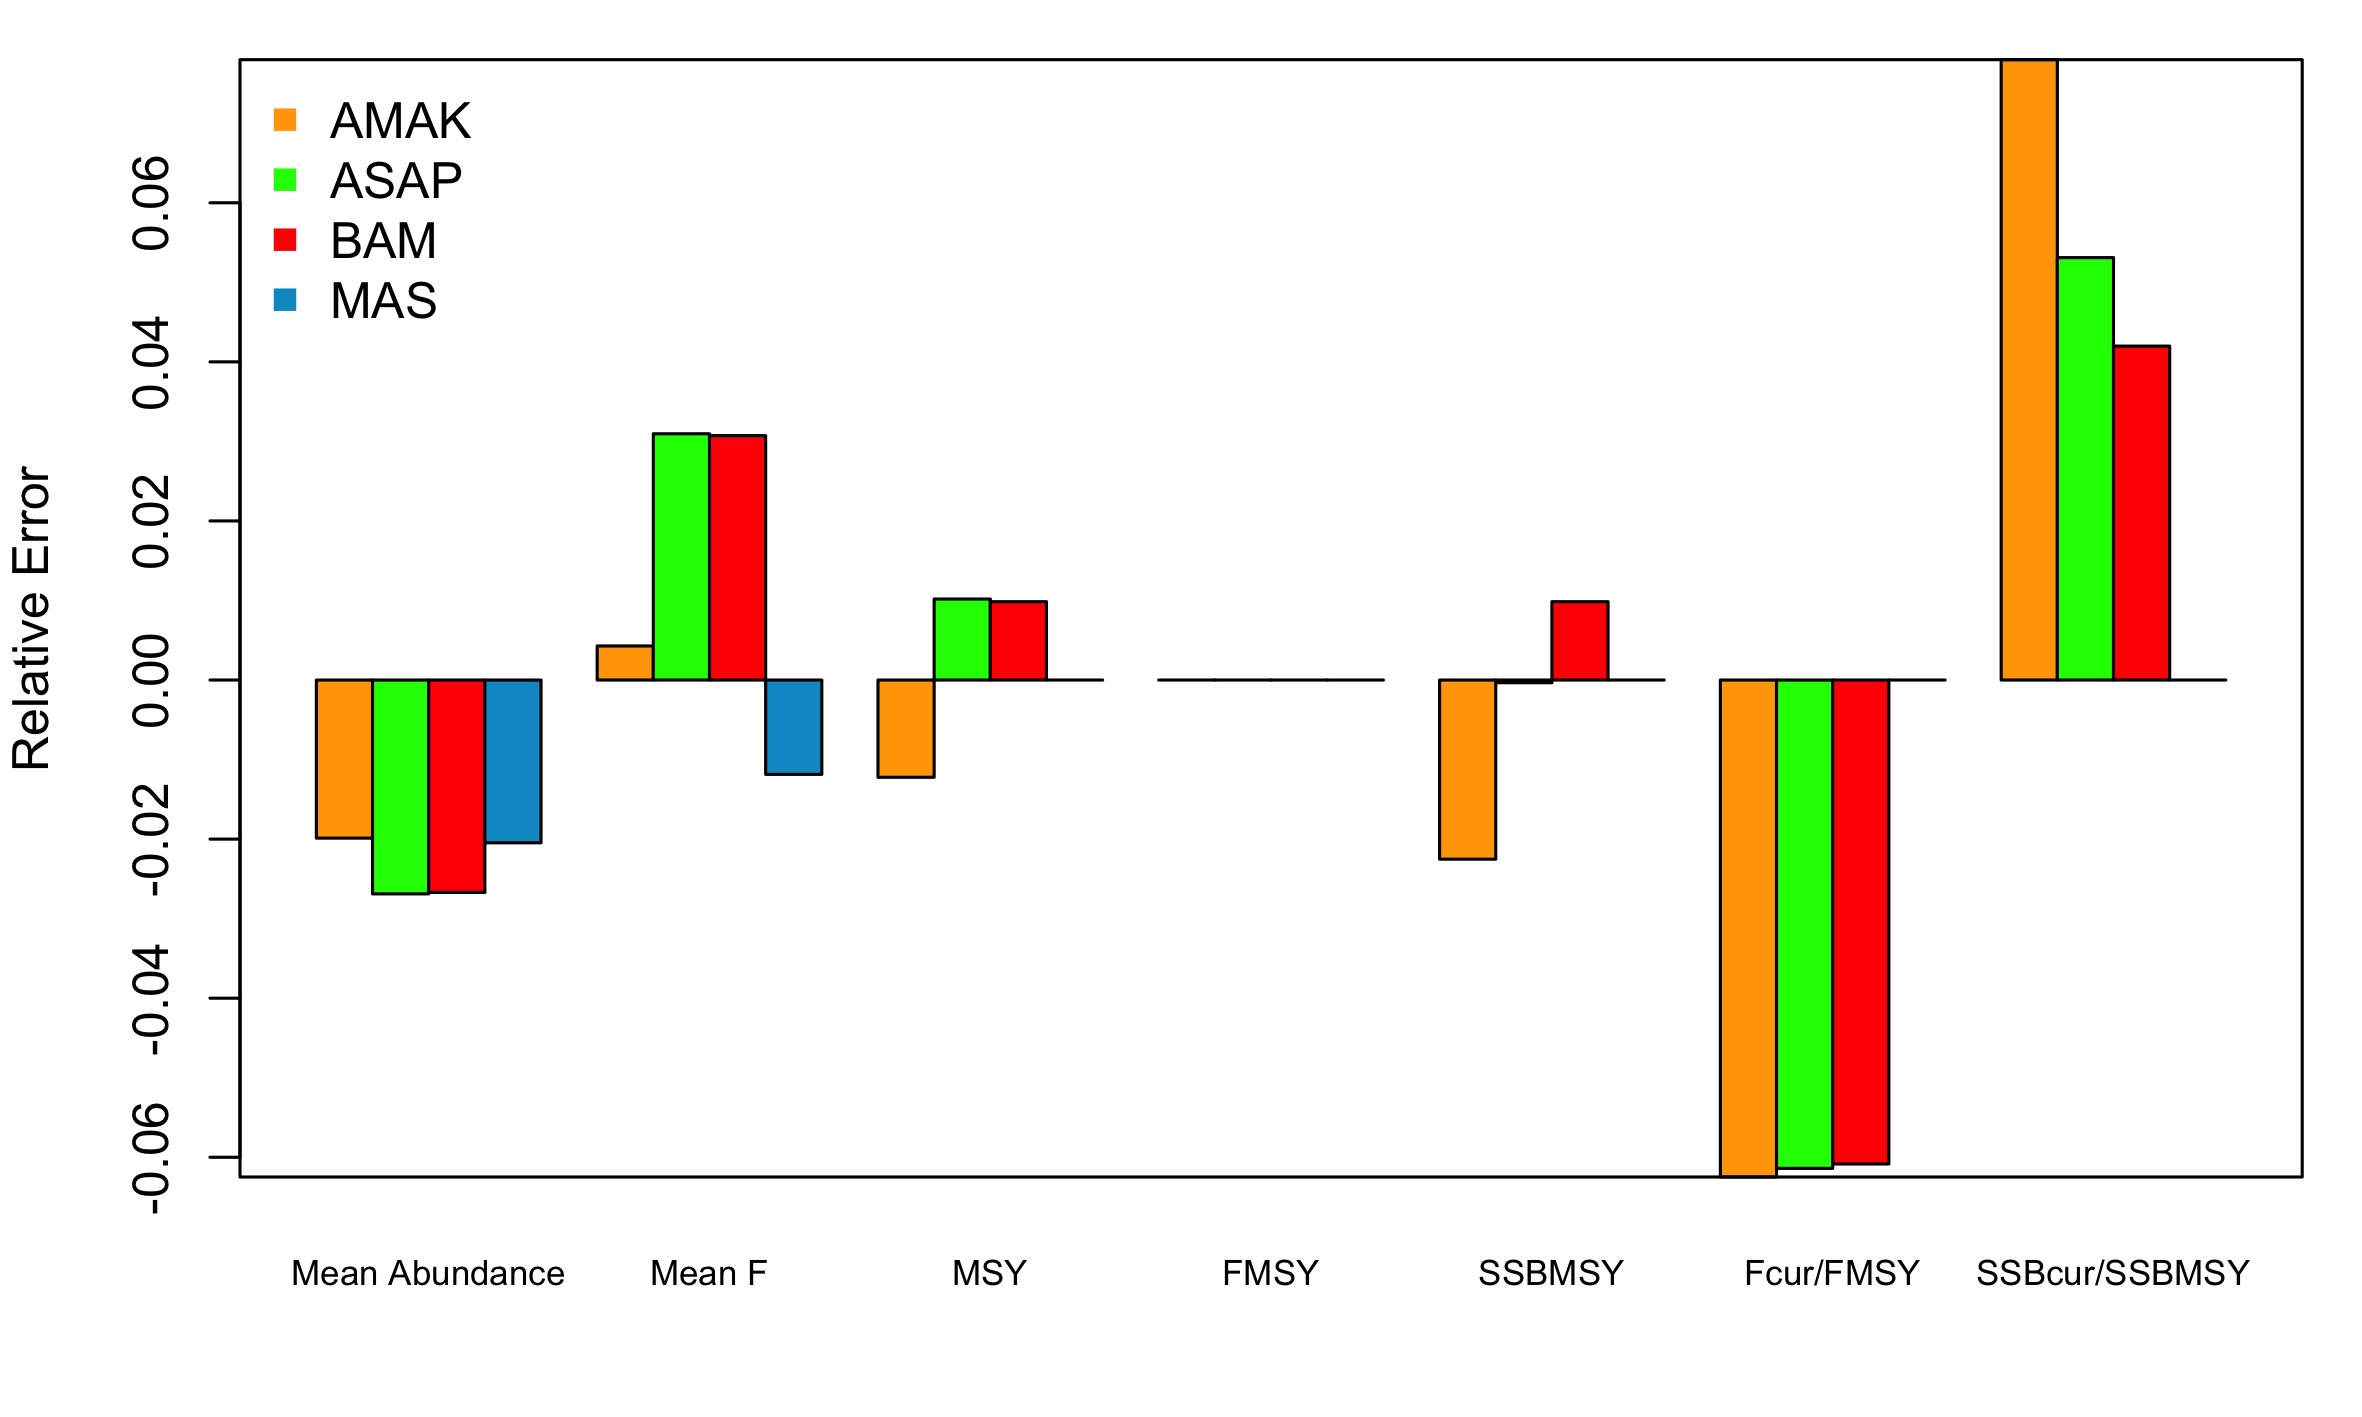 AMAK
ASAP
BAM
MAS
Relative Error
0.06
0.04
0.02
0.00
-0.02
-0.04
-0.06
Mean Abundance
Mean F
MSY
FMSY
SSBMSY
Fcur/FMSY
SSBcur/SSBMSY